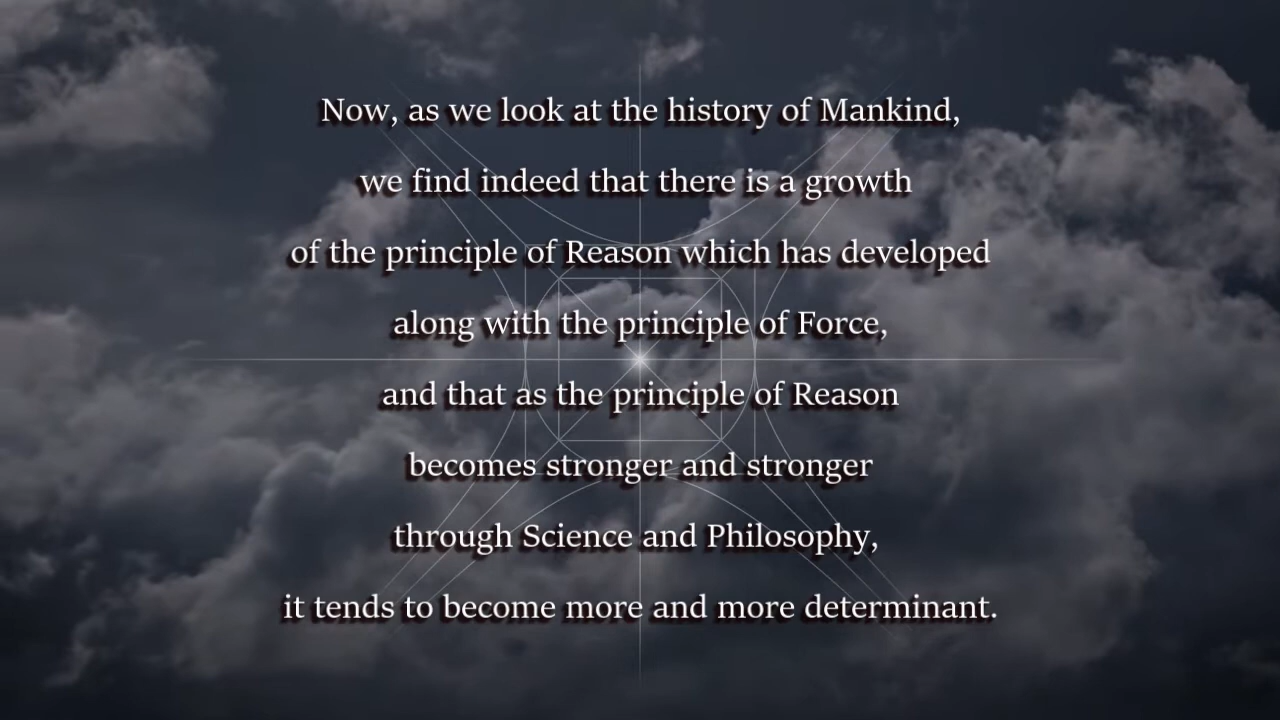 Now, as we look at the history of Mankind,
we find indeed that there is a growth
of the principle of Reason which has developed
along with the principle of Force,
and that as the principle of Reason
becomes stronger and stronger
through Science and Philosophy,
it tends to become more and more determinant.